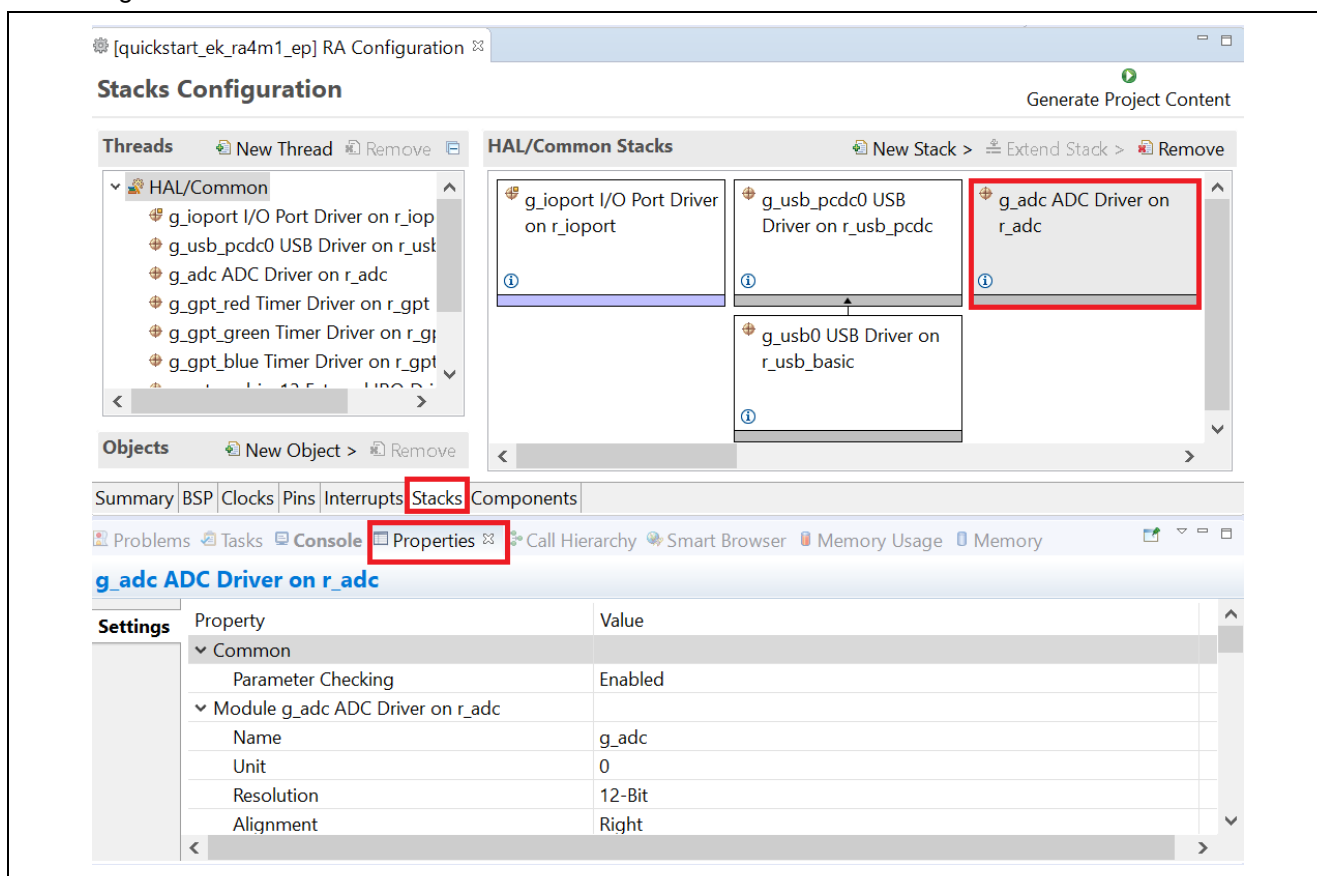 [quickstart_ek_ra4m1_ep] RA Configuration
Stacks Configuration
Generate Project Content
Threads New Thread Remove
HAL/Common Stacks New Stack > Extend Stack > Remove
HAL/Common
g_ioport I/O Port Driver on r_iop
g_usb_pcdc0 USB Driver on r_usb
g_adc ADC Driver on r_adc
g_gpt_red Timer Driver on r_gpt
g_gpt_green Timer Driver on r_gp
g_gpt_blue Timer Driver on r_gpt
g_ioport I/O Port Driver
on r_ioport
g_usb_pcdc0 USB
Driver on r_usb_pcdc
g_adc ADC Driver on
r_adc
g_usb0 USB Driver on
r_usb_basic
Objects New Object > Remove
Summary BSP Clocks Pins Interrupts Stacks Components
Problems Tasks Console Properties Call Hierarchy Smart Browser Memory Usage Memory
g_adc ADC Driver on r_adc
Settings
Property Value
Common
Parameter Checking Enabled
Module g_adc ADC Driver on r_adc
Name g_adc
Unit 0
Resolution 12-Bit
Alignment Right